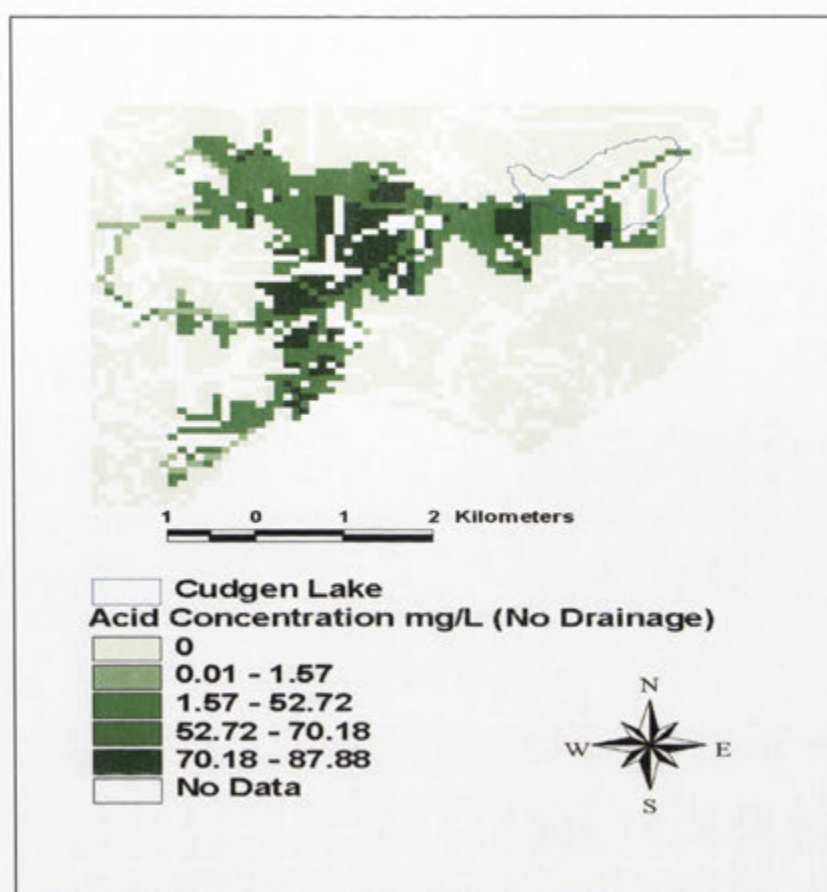 1 0 1 2 Kilometers
Cudgen Lake
Acid Concentration mg/L (No Drainage)
0
0.01 - 1.57
1.57 - 52.72
52.72 - 70.18
70.18 - 87.88
No Data
N
W E
S